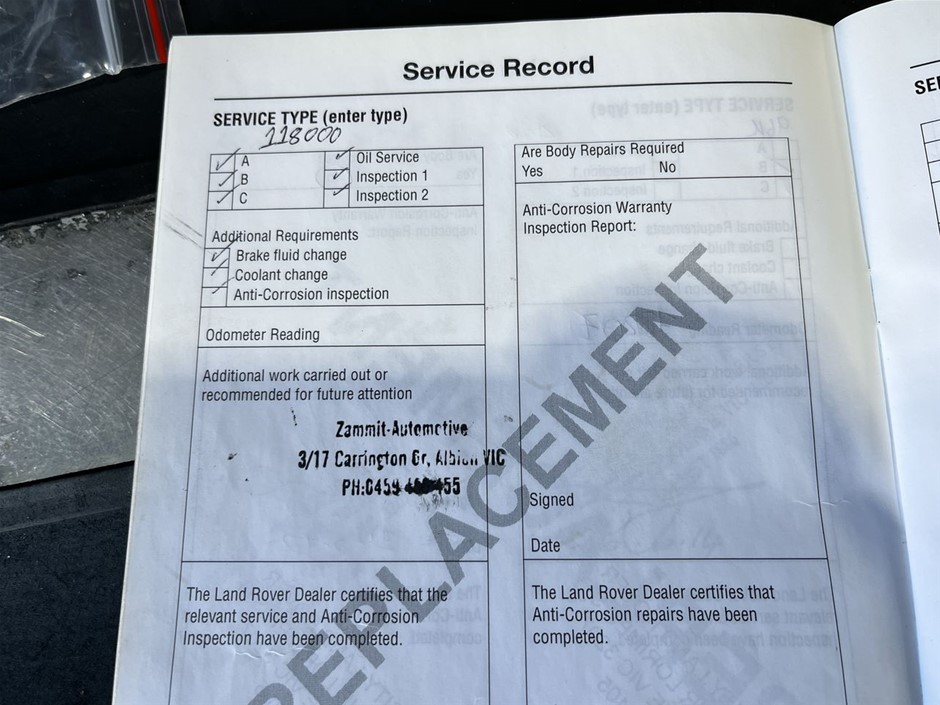 Service Record
SERVICE TYPE (enter type)
118000
A
Oil Service
B
Inspection 1
C
Inspection 2
Additional Requirements
Brake fluid change
Coolant change
Anti-Corrosion inspection
Odometer Reading
Additional work carried out or
recommended for future attention
Zammit-Automotive
3/17 Carrington Gr, Albion VIC
PH:0459 55
The Land Rover Dealer certifies that the
relevant service and Anti-Corrosion
Inspection have been completed.
Are Body Repairs Required
Yes No
Anti-Corrosion Warranty
Inspection Report:
Signed
Date
The Land Rover Dealer certifies that
Anti-Corrosion repairs have been
completed.
REPLACEMENT
SE